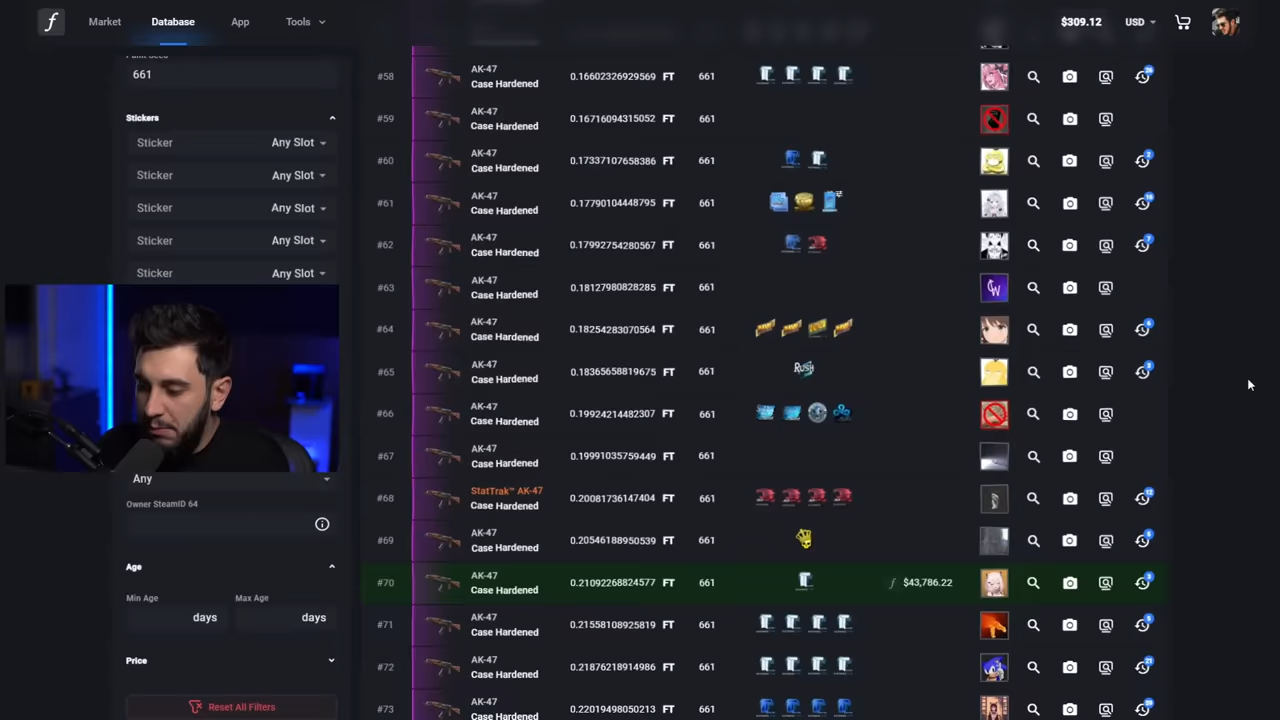 f Market Database App Tools $309.12 USD
661
Stickers
Sticker Any Slot
Sticker Any Slot
Sticker Any Slot
Sticker Any Slot
Sticker Any Slot
Any
Owner SteamID 64
Age
Min Age Max Age
days days
Price
Reset All Filters
#58 AK-47 Case Hardened 0.16602326929569 FT 661
#59 AK-47 Case Hardened 0.16716094315052 FT 661
#60 AK-47 Case Hardened 0.17337107658386 FT 661 2
#61 AK-47 Case Hardened 0.17790104448795 FT 661
#62 AK-47 Case Hardened 0.17992754280567 FT 661 7
#63 AK-47 Case Hardened 0.18127980828285 FT 661 CW
#64 AK-47 Case Hardened 0.18254283070564 FT 661
#65 AK-47 Case Hardened 0.18365658819675 FT 661 RUSH
#66 AK-47 Case Hardened 0.19924214482307 FT 661
#67 AK-47 Case Hardened 0.19991035759449 FT 661
#68 StatTrak™ AK-47 Case Hardened 0.20081736147404 FT 661 12
#69 AK-47 Case Hardened 0.20546188950539 FT 661
#70 AK-47 Case Hardened 0.21092268824577 FT 661 f $43,786.22 3
#71 AK-47 Case Hardened 0.21558108925819 FT 661
#72 AK-47 Case Hardened 0.21876218914986 FT 661 21
#73 AK-47 Case Hardened 0.22019498050213 FT 661